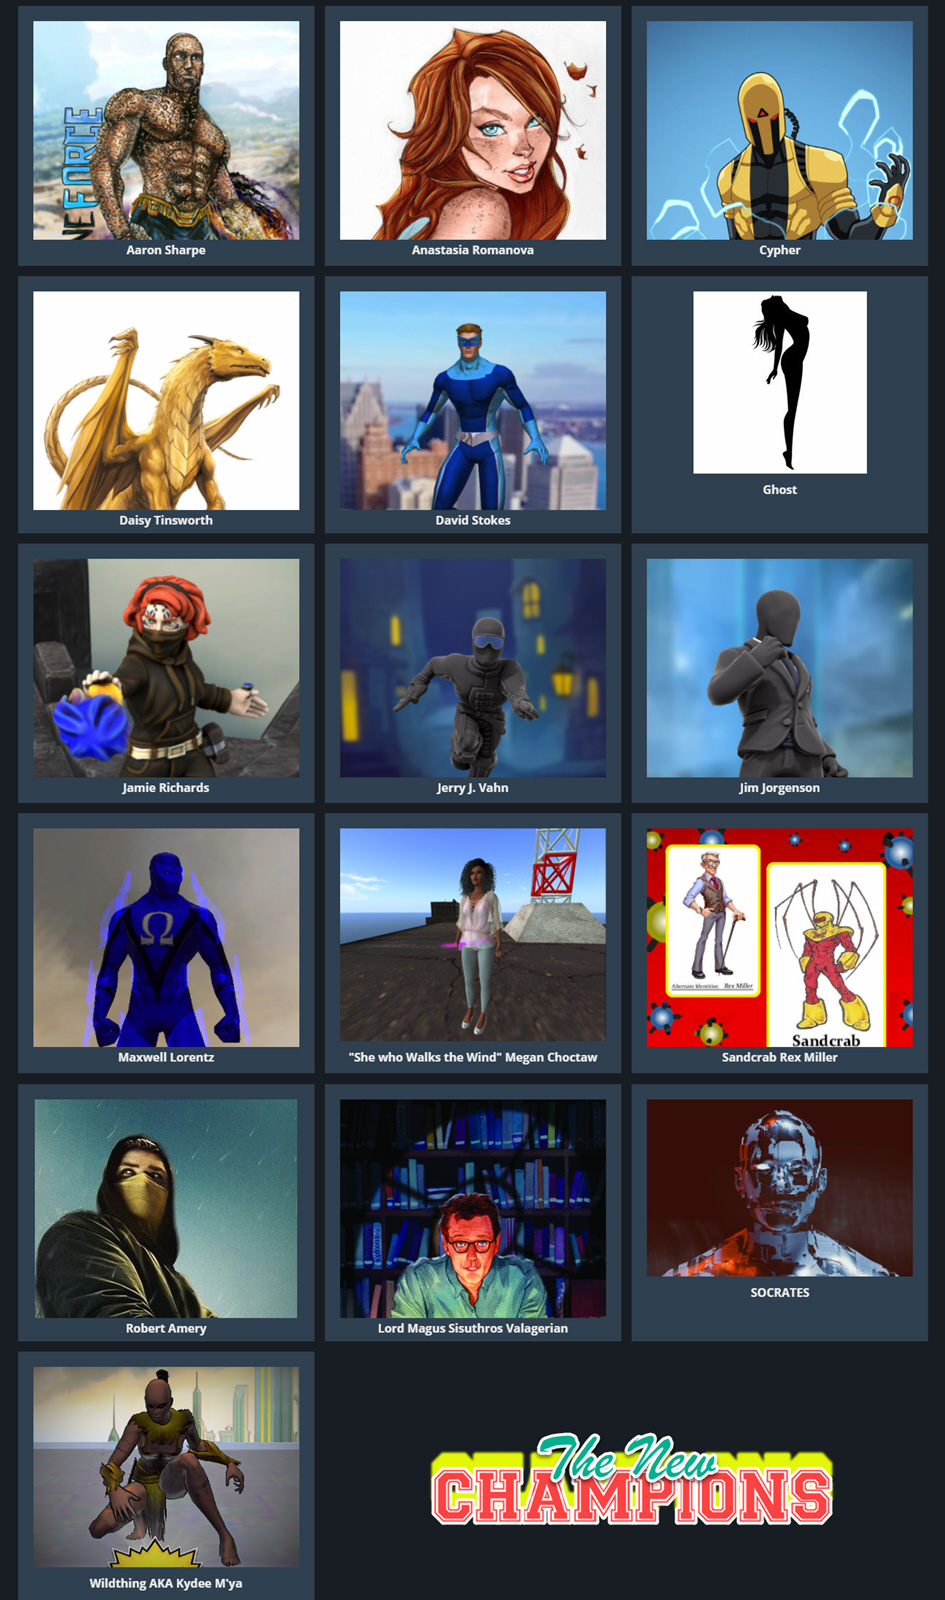 NE FORCE
Aaron Sharpe
Anastasia Romanova
Cypher
Daisy Tinsworth
David Stokes
Ghost
Jamie Richards
Jerry J. Vahn
Jim Jorgenson
Ω
Maxwell Lorentz
"She who Walks the Wind" Megan Choctaw
Alternate Identities: Rex Miller
Sandcrab
Sandcrab Rex Miller
Robert Amery
Lord Magus Sisuthros Valagerian
SOCRATES
Wildthing AKA Kydee M'ya
The New
CHAMPIONS